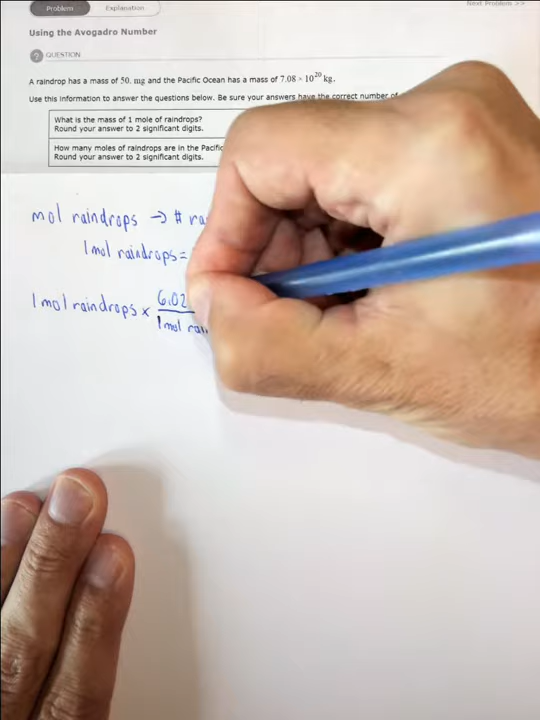 Problem Explanation Next Problem >>
Using the Avogadro Number
? QUESTION
A raindrop has a mass of 50. mg and the Pacific Ocean has a mass of 7.08 × 10²⁰ kg.
Use this information to answer the questions below. Be sure your answers have the correct number of
What is the mass of 1 mole of raindrops?
Round your answer to 2 significant digits.
How many moles of raindrops are in the Pacific
Round your answer to 2 significant digits.
mol raindrops → # ra
1 mol raindrops =
1 mol raindrops × 6.02
1 mol rain